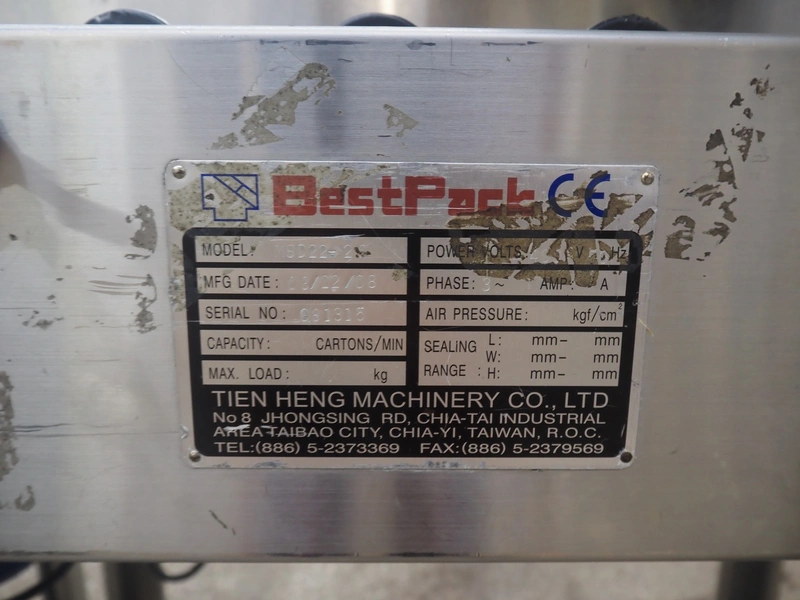 BestPack CE
MODEL:
POWER VOLTS: V Hz
MFG DATE:
PHASE: 3~ AMP: A
SERIAL NO:
AIR PRESSURE: kgf/cm²
CAPACITY: CARTONS/MIN
SEALING RANGE: L: mm- mm
W: mm- mm
H: mm- mm
MAX. LOAD: kg
TIEN HENG MACHINERY CO., LTD
No 8 JHONGSING RD, CHIA-TAI INDUSTRIAL
AREA TAIBAO CITY, CHIA-YI, TAIWAN, R.O.C.
TEL:(886) 5-2373369 FAX:(886) 5-2379569